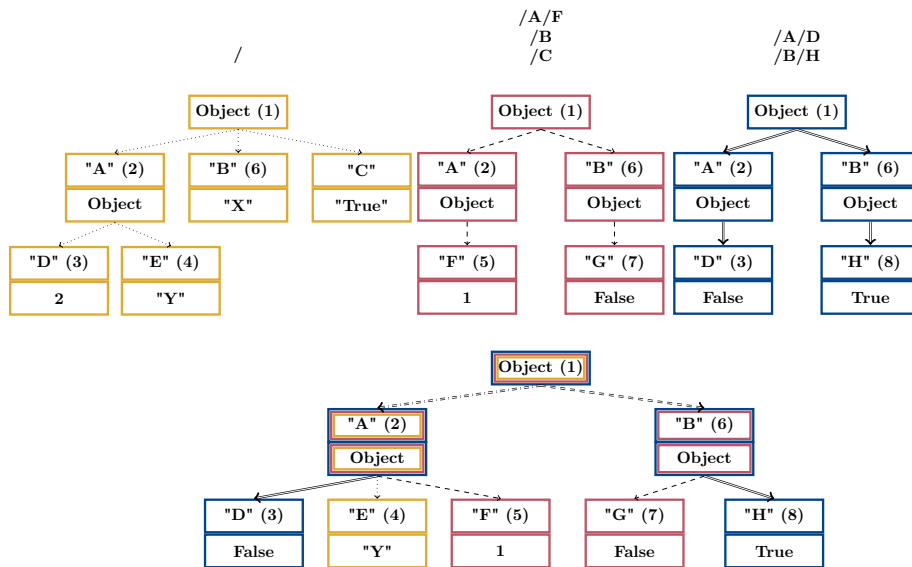 /
/A/F
/B
/C
/A/D
/B/H
Object (1)
Object (1)
Object (1)
"A" (2)
"B" (6)
"C"
"A" (2)
"B" (6)
"A" (2)
"B" (6)
Object
"X"
"True"
Object
Object
Object
Object
"D" (3)
"E" (4)
"F" (5)
"G" (7)
"D" (3)
"H" (8)
2
"Y"
1
False
False
True
Object (1)
"A" (2)
"B" (6)
Object
Object
"D" (3)
"E" (4)
"F" (5)
"G" (7)
"H" (8)
False
"Y"
1
False
True